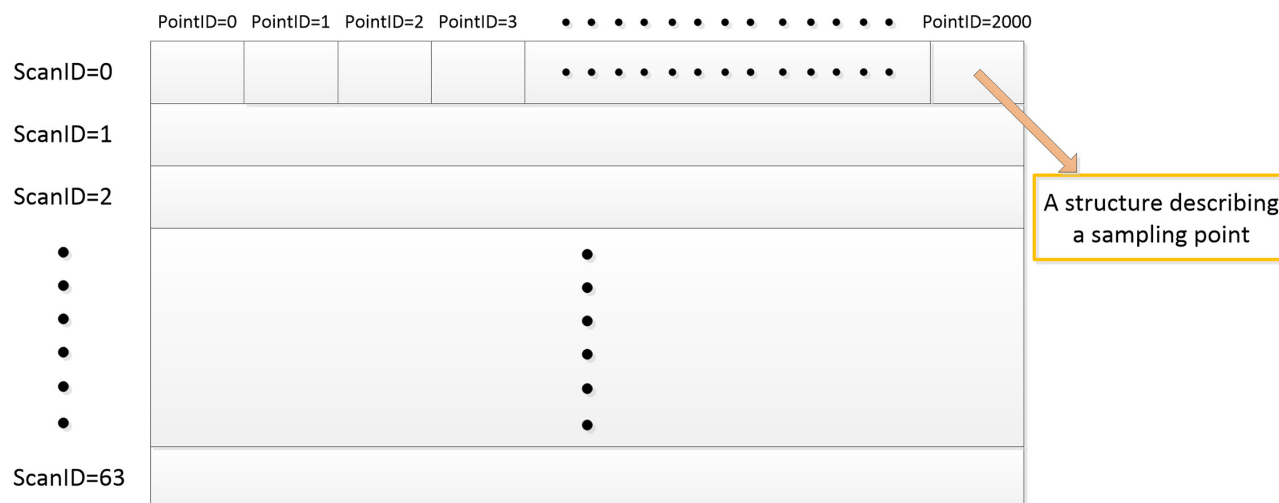 PointID=0 PointID=1 PointID=2 PointID=3 PointID=2000
ScanID=0
ScanID=1
ScanID=2
A structure describing
a sampling point
ScanID=63